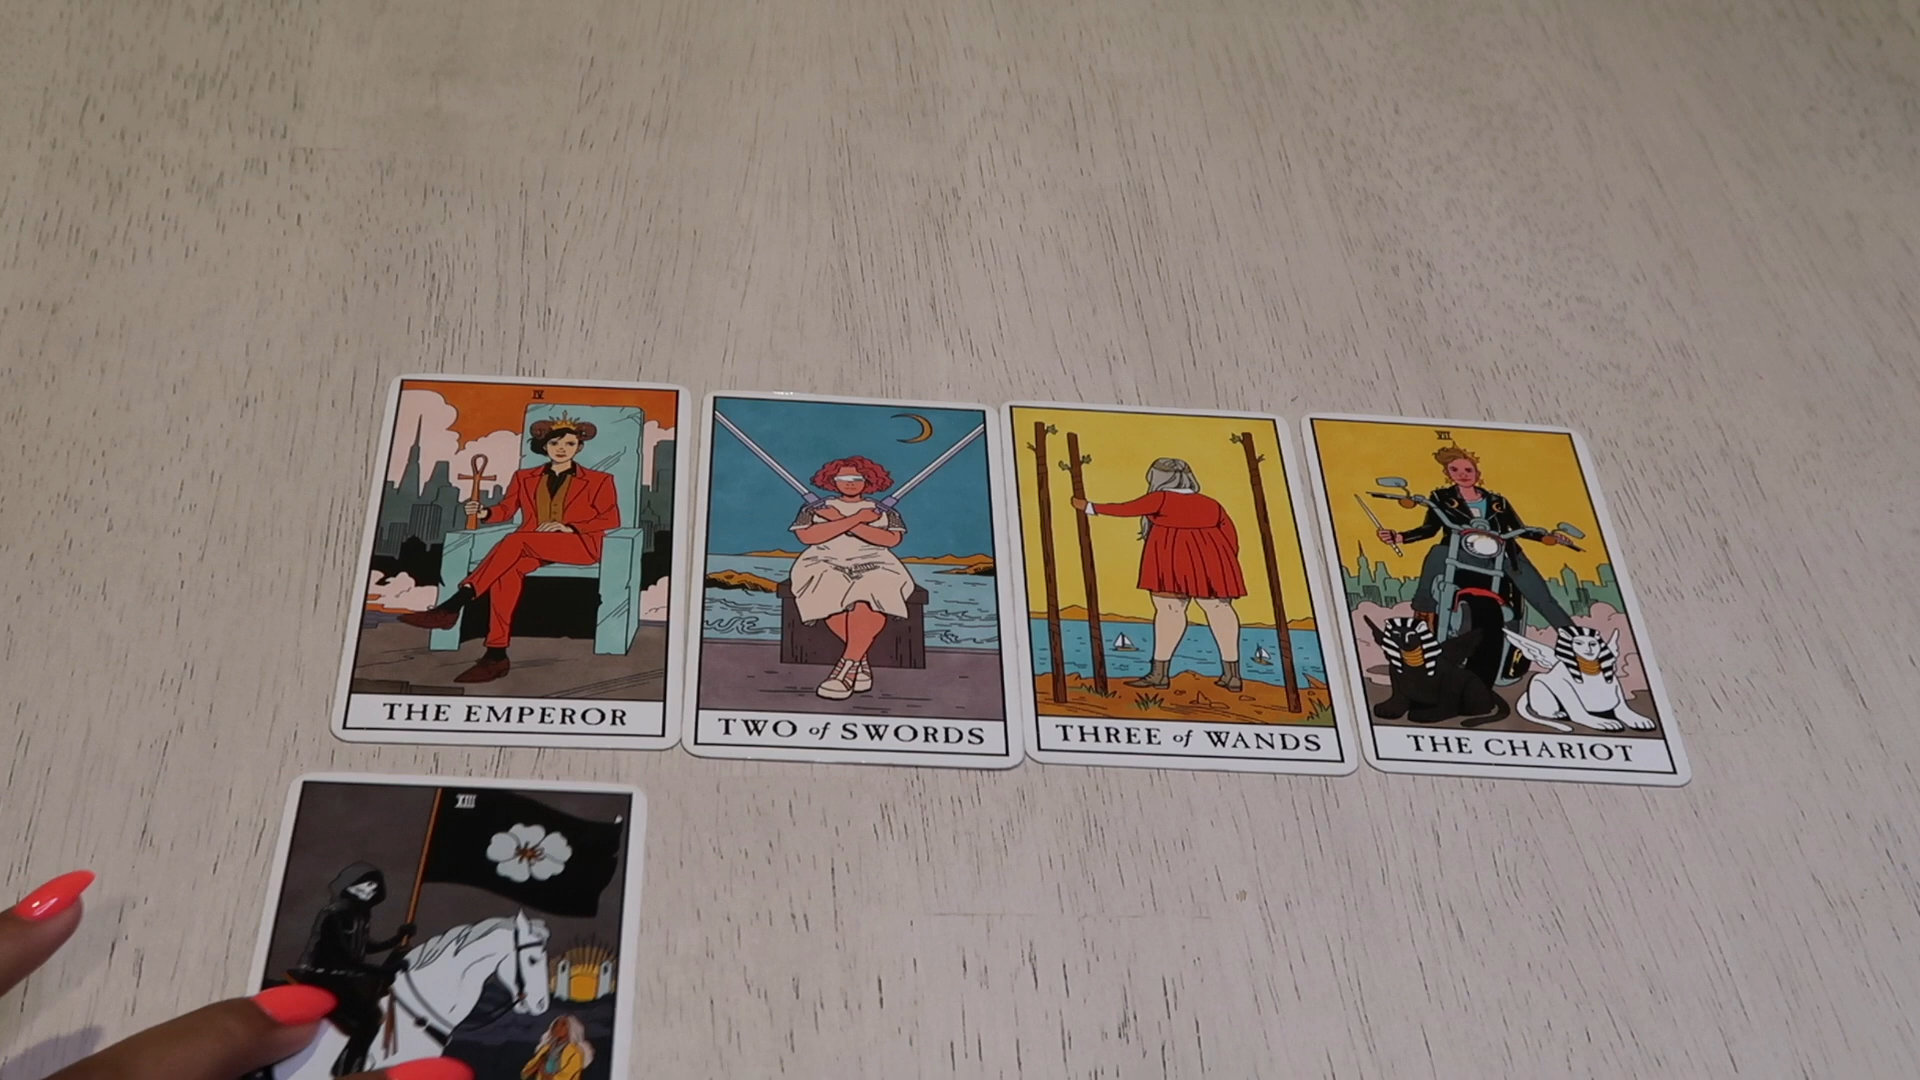 IV
THE EMPEROR
TWO of SWORDS
THREE of WANDS
VII
THE CHARIOT
XIII